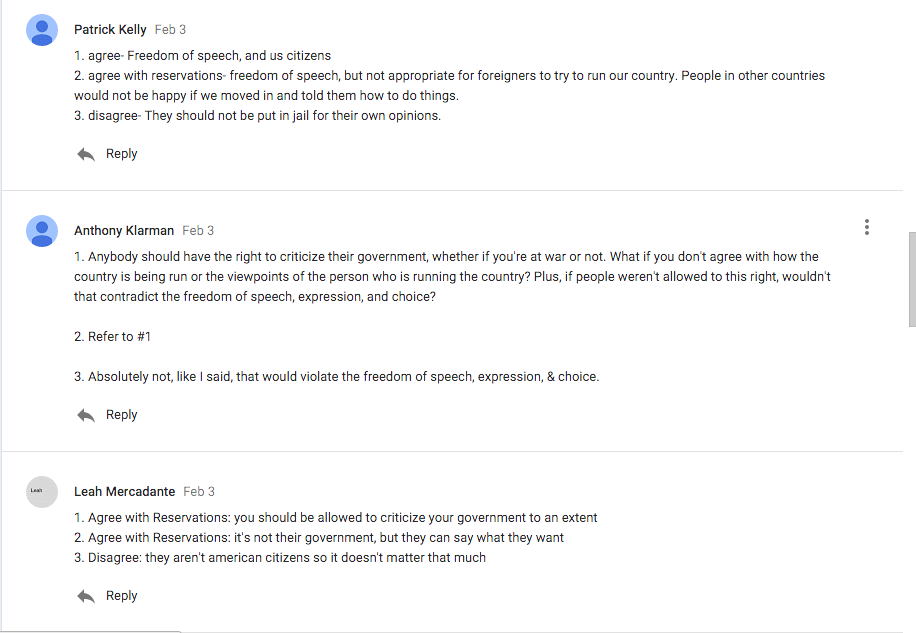 Patrick Kelly Feb 3
1. agree- Freedom of speech, and us citizens
2. agree with reservations- freedom of speech, but not appropriate for foreigners to try to run our country. People in other countries
would not be happy if we moved in and told them how to do things.
3. disagree- They should not be put in jail for their own opinions.
Reply
Anthony Klarman Feb 3
1. Anybody should have the right to criticize their government, whether if you're at war or not. What if you don't agree with how the
country is being run or the viewpoints of the person who is running the country? Plus, if people weren't allowed to this right, wouldn't
that contradict the freedom of speech, expression, and choice?
2. Refer to #1
3. Absolutely not, like I said, that would violate the freedom of speech, expression, & choice.
Reply
Leah
Leah Mercadante Feb 3
1. Agree with Reservations: you should be allowed to criticize your government to an extent
2. Agree with Reservations: it's not their government, but they can say what they want
3. Disagree: they aren't american citizens so it doesn't matter that much
Reply